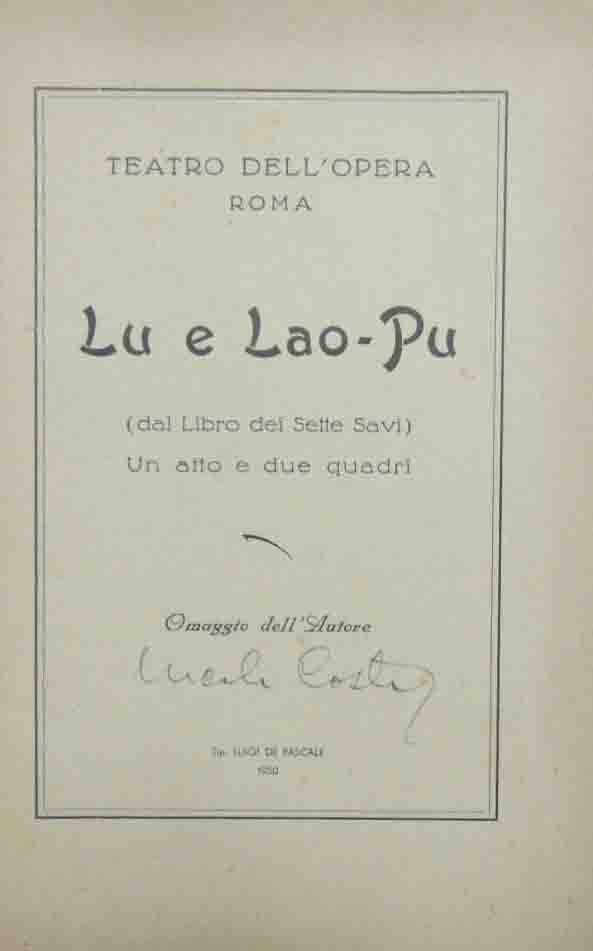 TEATRO DELL'OPERA
ROMA
Lu e Lao-Pu
(dal Libro dei Sette Savi)
Un atto e due quadri
Omaggio dell'Autore
Tip. LUIGI DE PASCALE
1950